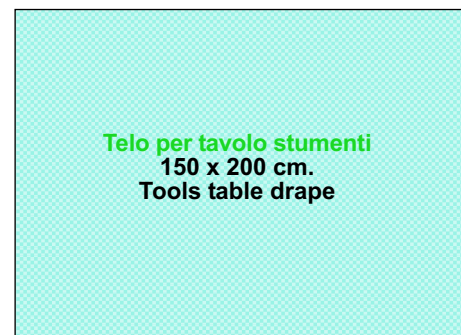 Telo per tavolo stumenti
150 x 200 cm.
Tools table drape